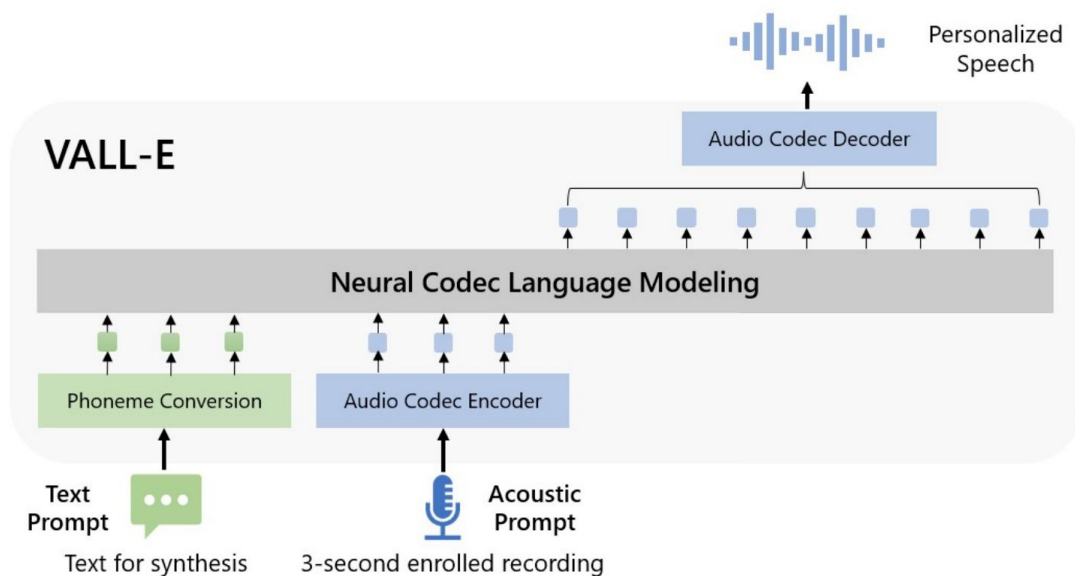 Personalized
Speech
Audio Codec Decoder
VALL-E
Neural Codec Language Modeling
Phoneme Conversion
Audio Codec Encoder
Text
Prompt
Acoustic
Prompt
Text for synthesis
3-second enrolled recording